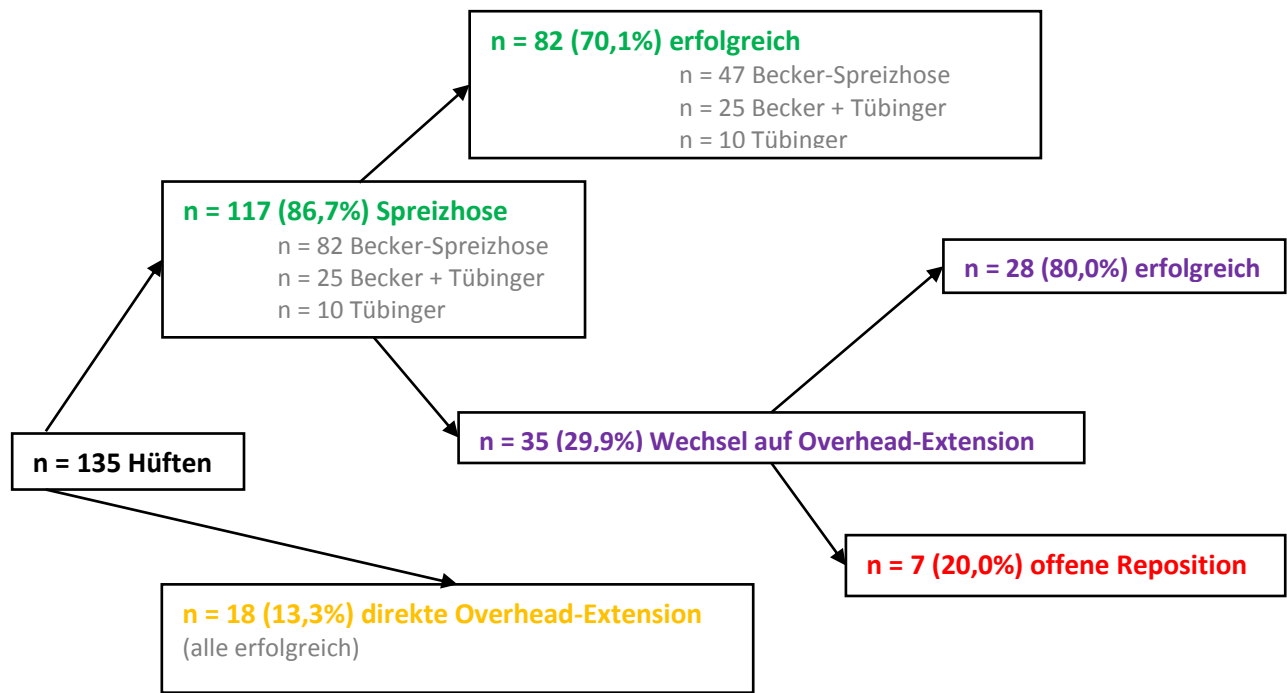 n = 82 (70,1%) erfolgreich
n = 47 Becker-Spreizhose
n = 25 Becker + Tübinger
n = 10 Tübinger
n = 117 (86,7%) Spreizhose
n = 82 Becker-Spreizhose
n = 25 Becker + Tübinger
n = 10 Tübinger
n = 28 (80,0%) erfolgreich
n = 35 (29,9%) Wechsel auf Overhead-Extension
n = 135 Hüften
n = 7 (20,0%) offene Reposition
n = 18 (13,3%) direkte Overhead-Extension
(alle erfolgreich)